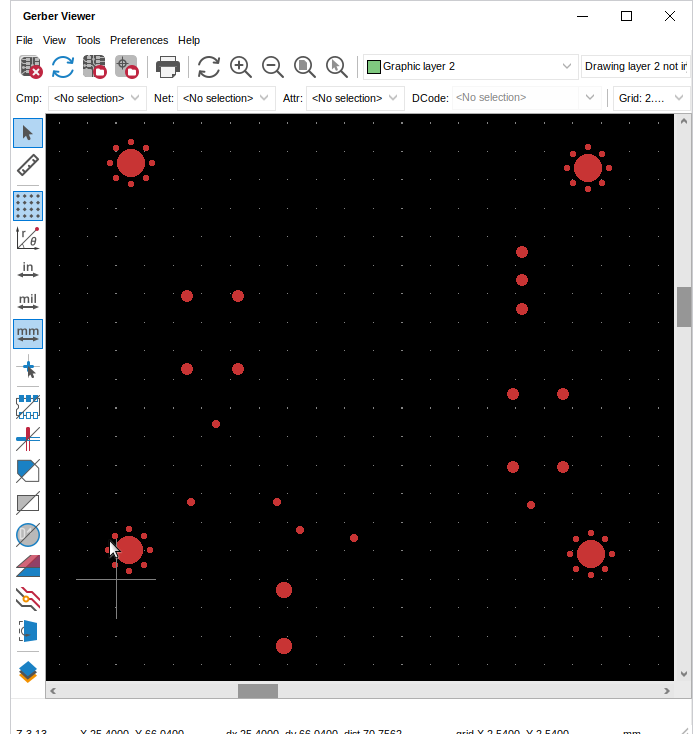 Gerber Viewer
File View Tools Preferences Help
Graphic layer 2
Drawing layer 2 not in
Cmp: <No selection> Net: <No selection> Attr: <No selection> DCode: <No selection> Grid: 2....
r
θ
in
mil
mm
Z 3.13 X 25.4000 Y 66.0400 dx 25.4000 dy 66.0400 dist 70.7562 grid X 2.5400 Y 2.5400 mm